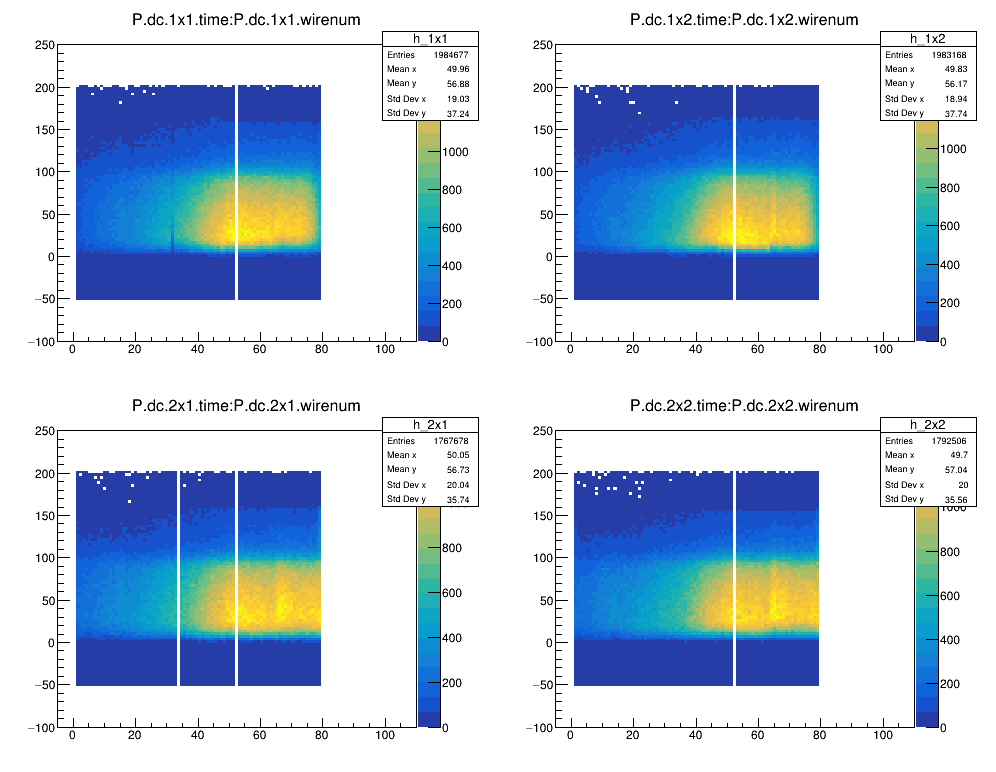 P.dc.1x1.time:P.dc.1x1.wirenum
h_1x1
Entries 1984677
Mean x 49.96
Mean y 56.88
Std Dev x 19.03
Std Dev y 37.24
250
200
150
100
50
0
−50
−100
0 20 40 60 80 100
1000
800
600
400
200
0
P.dc.1x2.time:P.dc.1x2.wirenum
h_1x2
Entries 1983168
Mean x 49.83
Mean y 56.17
Std Dev x 18.94
Std Dev y 37.74
250
200
150
100
50
0
−50
−100
0 20 40 60 80 100
1000
800
600
400
200
0
P.dc.2x1.time:P.dc.2x1.wirenum
h_2x1
Entries 1767678
Mean x 50.05
Mean y 56.73
Std Dev x 20.04
Std Dev y 35.74
250
200
150
100
50
0
−50
−100
0 20 40 60 80 100
800
600
400
200
0
P.dc.2x2.time:P.dc.2x2.wirenum
h_2x2
Entries 1792506
Mean x 49.7
Mean y 57.04
Std Dev x 20
Std Dev y 35.56
250
200
150
100
50
0
−50
−100
0 20 40 60 80 100
1000
800
600
400
200
0